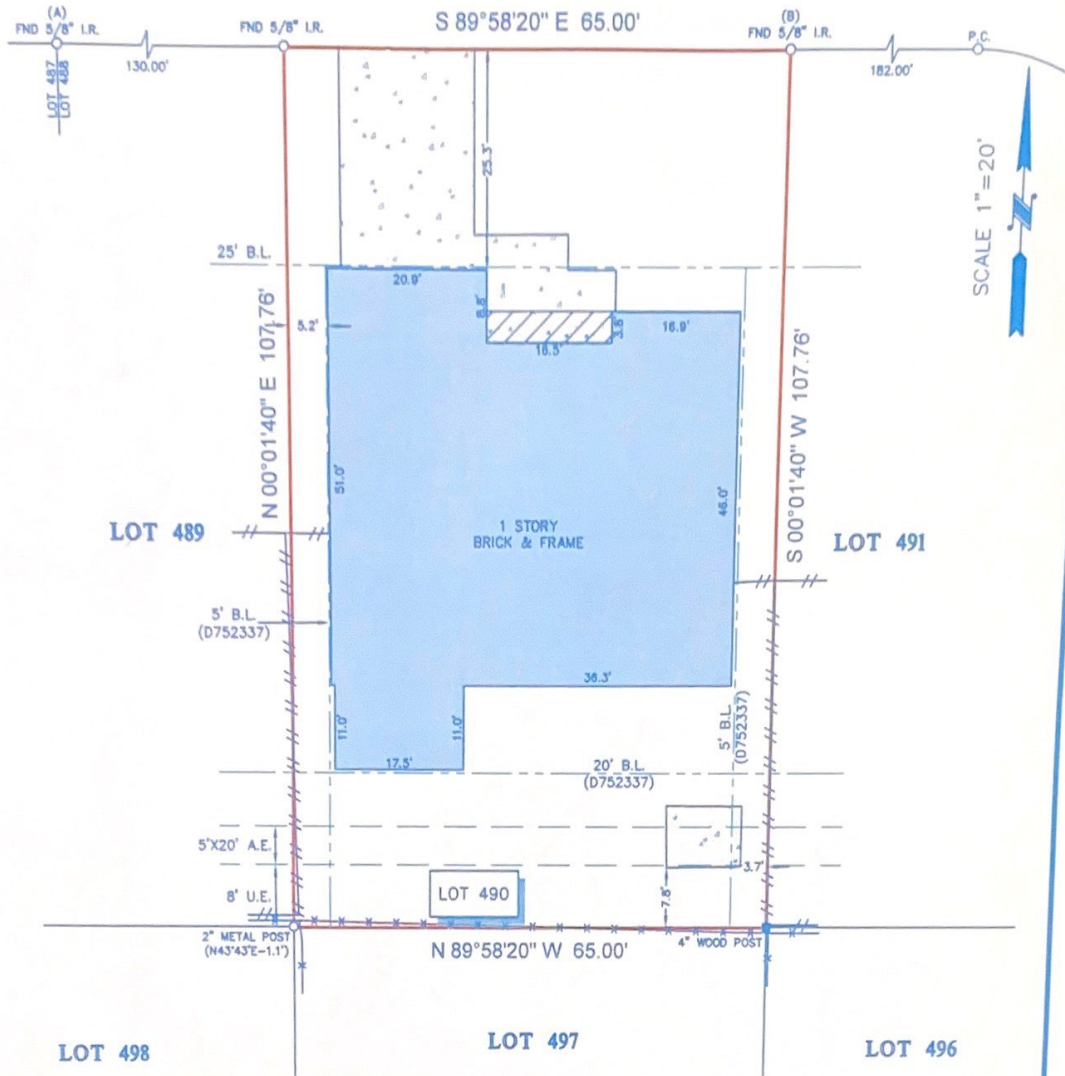 (A)
FND 5/8" I.R.
FND 5/8" I.R.
S 89°58'20" E 65.00'
(B)
FND 5/8" I.R.
P.C.
130.00'
182.00'
LOT 487
LOT 488
SCALE 1"=20'
N
25.3'
25' B.L.
20.9'
8.8'
3.8'
16.9'
16.5'
5.2'
N 00°01'40" E 107.76'
S 00°01'40" W 107.76'
51.0'
46.0'
1 STORY
BRICK & FRAME
LOT 489
LOT 491
5' B.L.
(D752337)
36.3'
11.0'
11.0'
17.5'
5' B.L.
(D752337)
20' B.L.
(D752337)
5'X20' A.E.
3.7'
8' U.E.
LOT 490
7.8'
2" METAL POST
(N43°43'E-1.1')
N 89°58'20" W 65.00'
4" WOOD POST
LOT 498
LOT 497
LOT 496